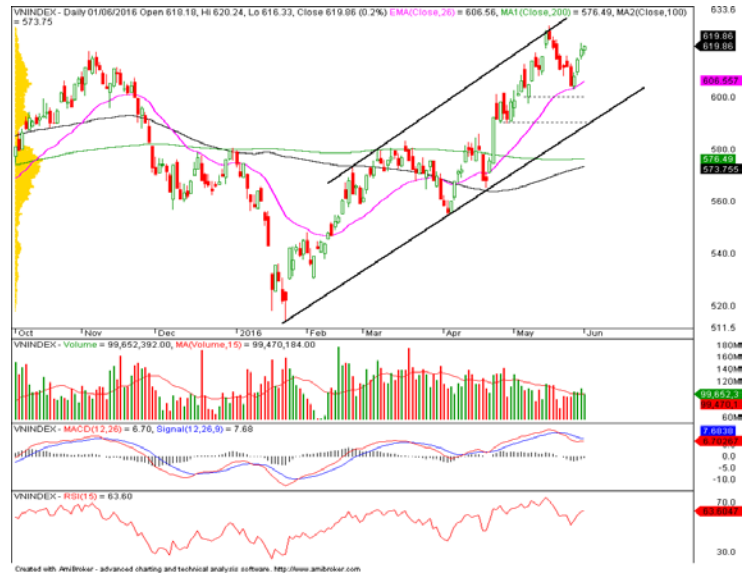 VNINDEX - Daily 01/06/2016 Open 618.18, Hi 620.24, Lo 616.33, Close 619.86 (0.2%) EMA(Close,26) = 606.56, MA1(Close,200) = 576.49, MA2(Close,100)
= 573.75
633.6
619.86
619.86
606.557
600.0
580.0
576.49
573.755
560.0
540.0
520.0
511.5
Oct Nov Dec 2016 Feb Mar Apr May Jun
VNINDEX - Volume = 99,652,392.00, MA(Volume,15) = 99,470,184.00
180M
160M
140M
120M
99,652,3
99,470,1
60M
VNINDEX - MACD(12,26) = 6.70, Signal(12,26,9) = 7.68
7.6838
0.0
-5.0
VNINDEX - RSI(15) = 63.60
70.0
63.6047
30.0
Created with AmiBroker - advanced charting and technical analysis software. http://www.amibroker.com